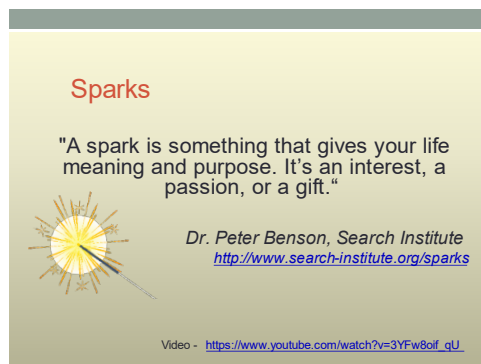 Sparks
"A spark is something that gives your life
meaning and purpose. It’s an interest, a
passion, or a gift.“
Dr. Peter Benson, Search Institute
http://www.search-institute.org/sparks
Video - https://www.youtube.com/watch?v=3YFw8oif_qU